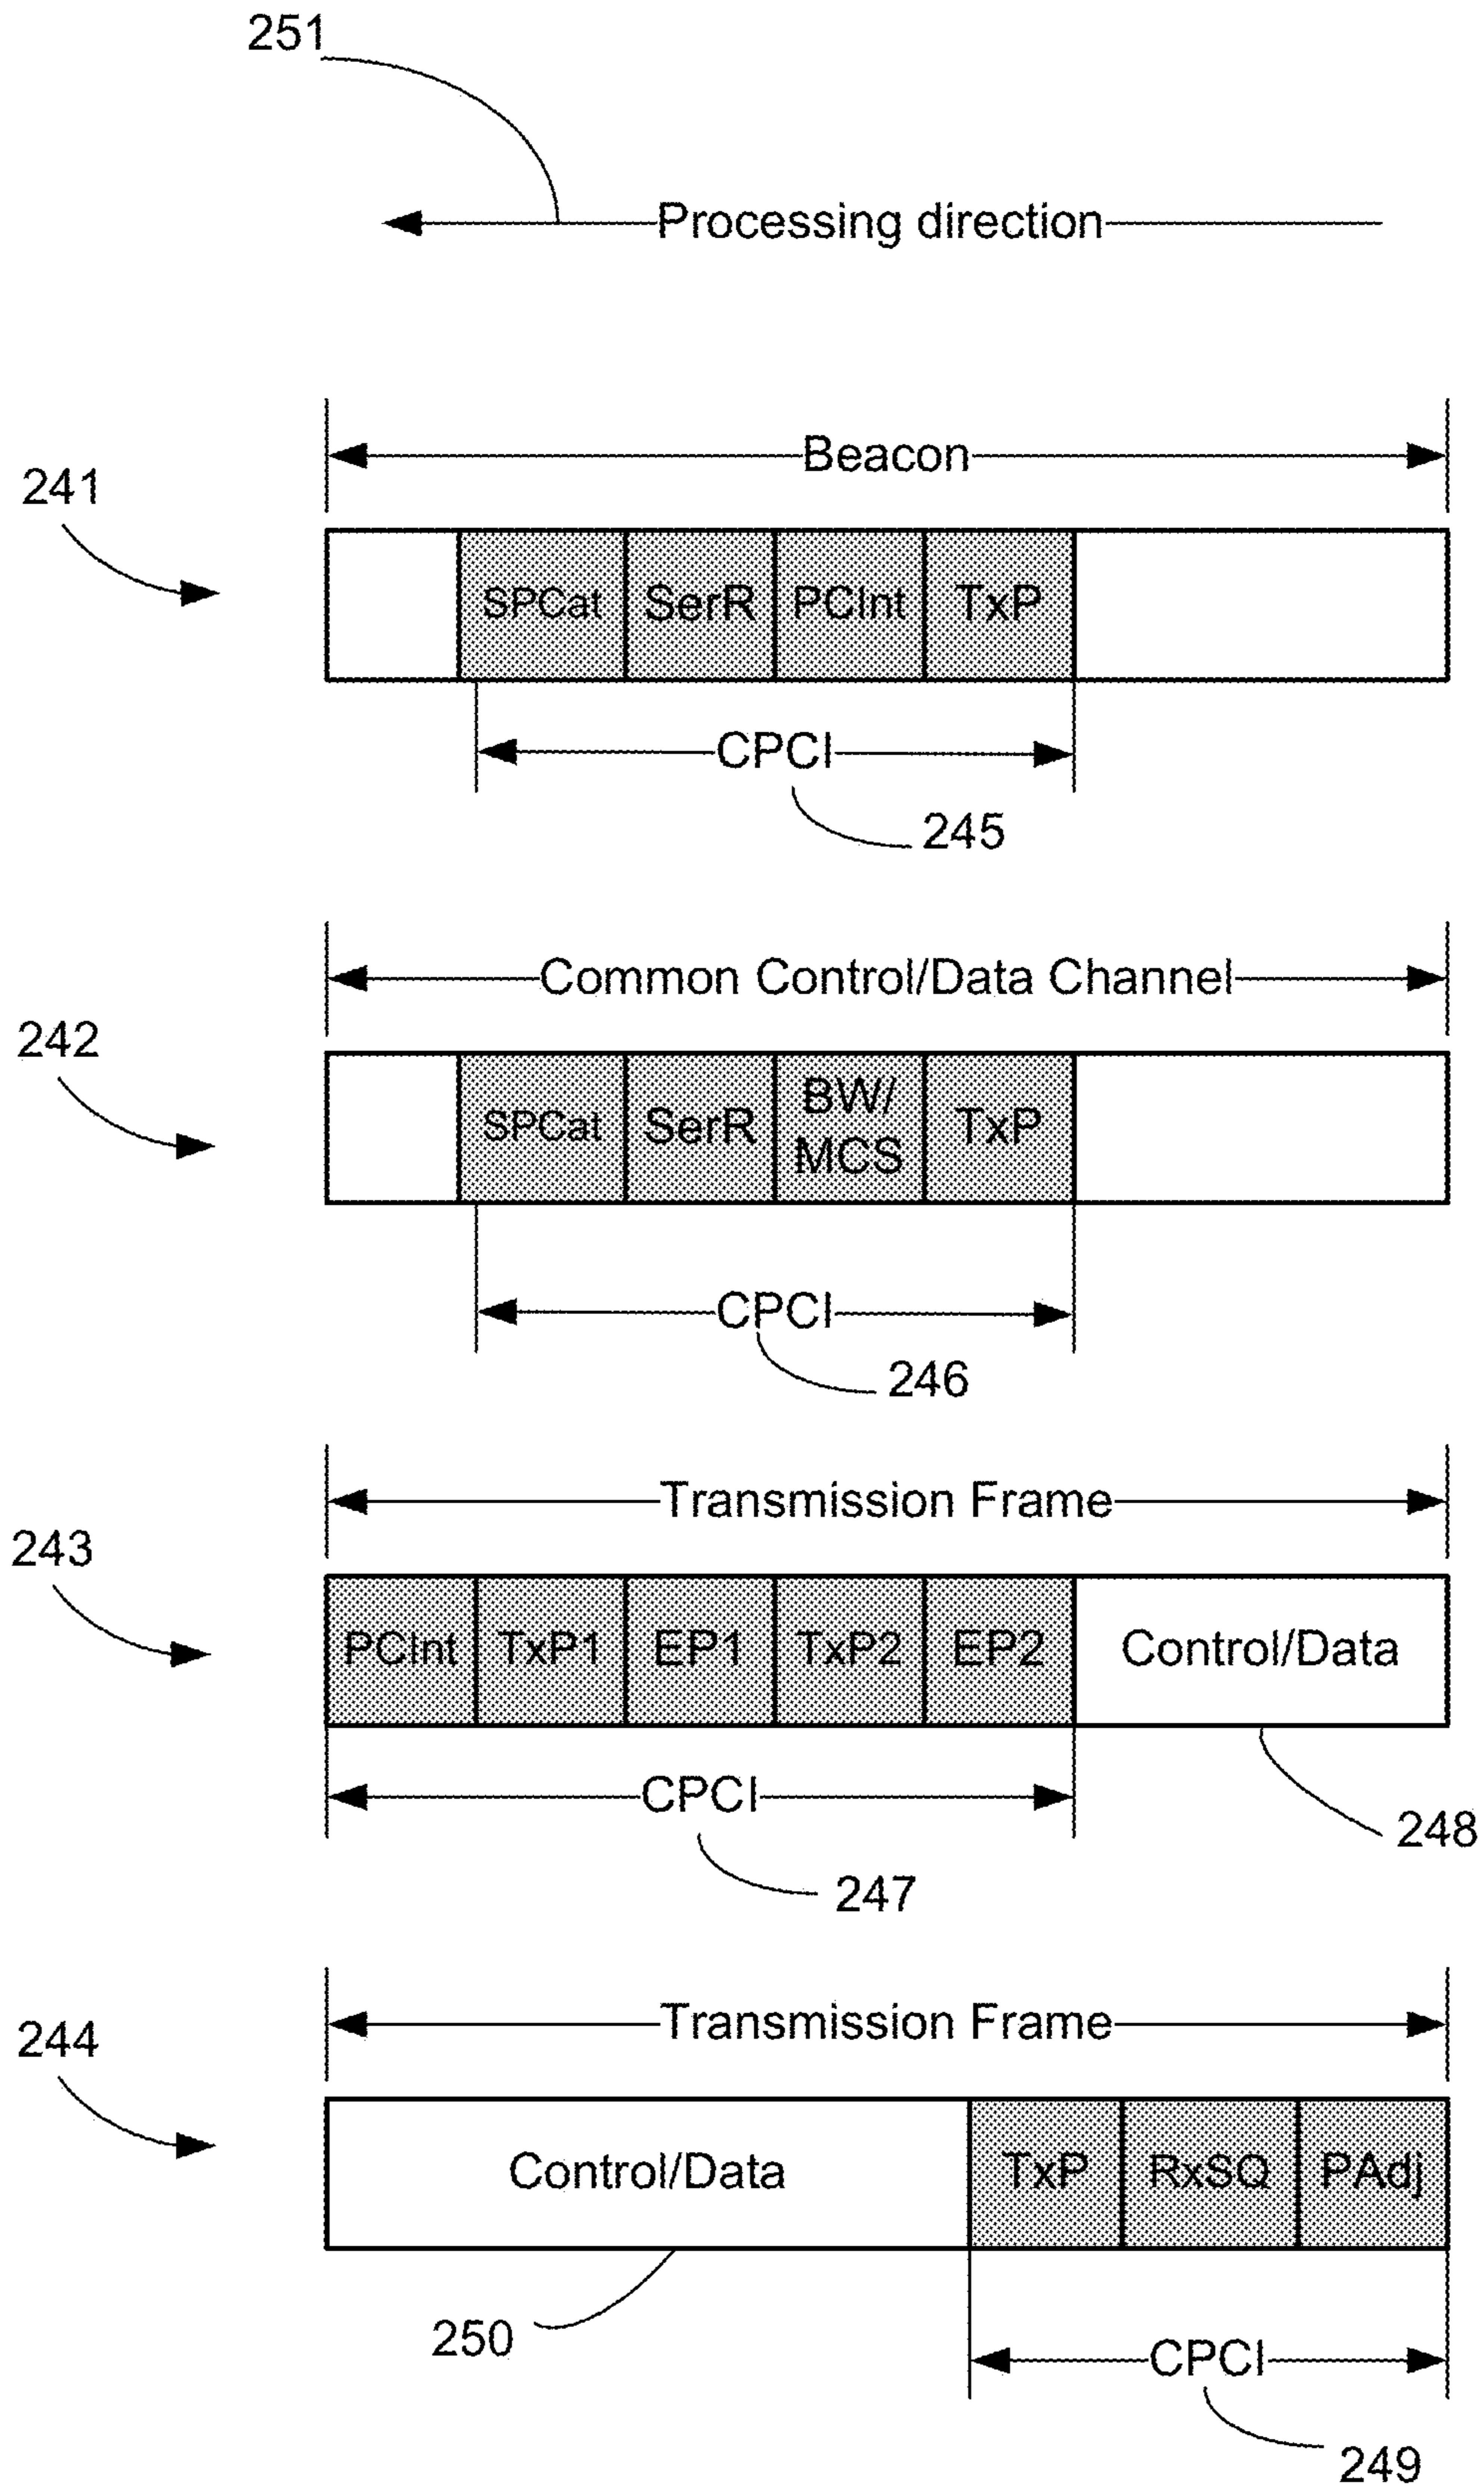 251
Processing direction
Beacon
241
SPCat SerR PCInt TxP
CPCI
245
Common Control/Data Channel
242
SPCat SerR BW/ TxP
MCS
CPCI
246
Transmission Frame
243
PCInt TxP1 EP1 TxP2 EP2 Control/Data
CPCI
248
247
Transmission Frame
244
Control/Data TxP RxSQ PAdj
250
CPCI
249